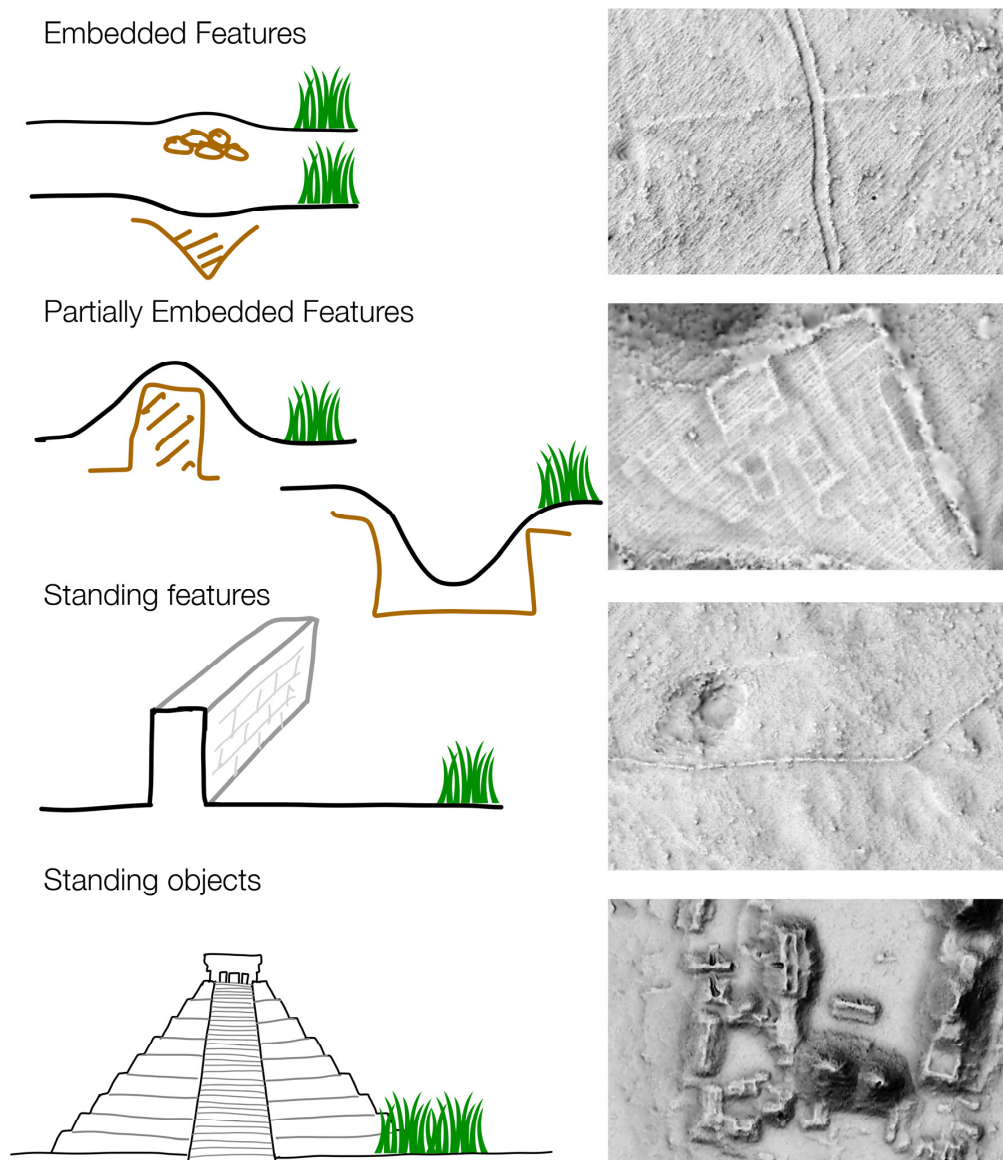 Embedded Features
Partially Embedded Features
Standing features
Standing objects